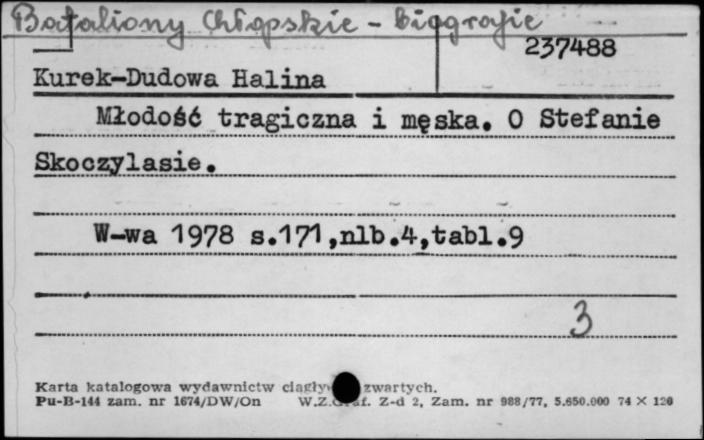 Bataliony Chłopskie - biografie
237488
Kurek-Dudowa Halina
Młodość tragiczna i męska. O Stefanie
Skoczylasie.
W-wa 1978 s.171,nlb.4,tabl.9
3
Karta katalogowa wydawnictw zwartych.
Pu-B-144 zam. nr 1674/DW/On W.Z.Graf. Z-d 2, Zam. nr 988/77, 5.650.000 74 × 120